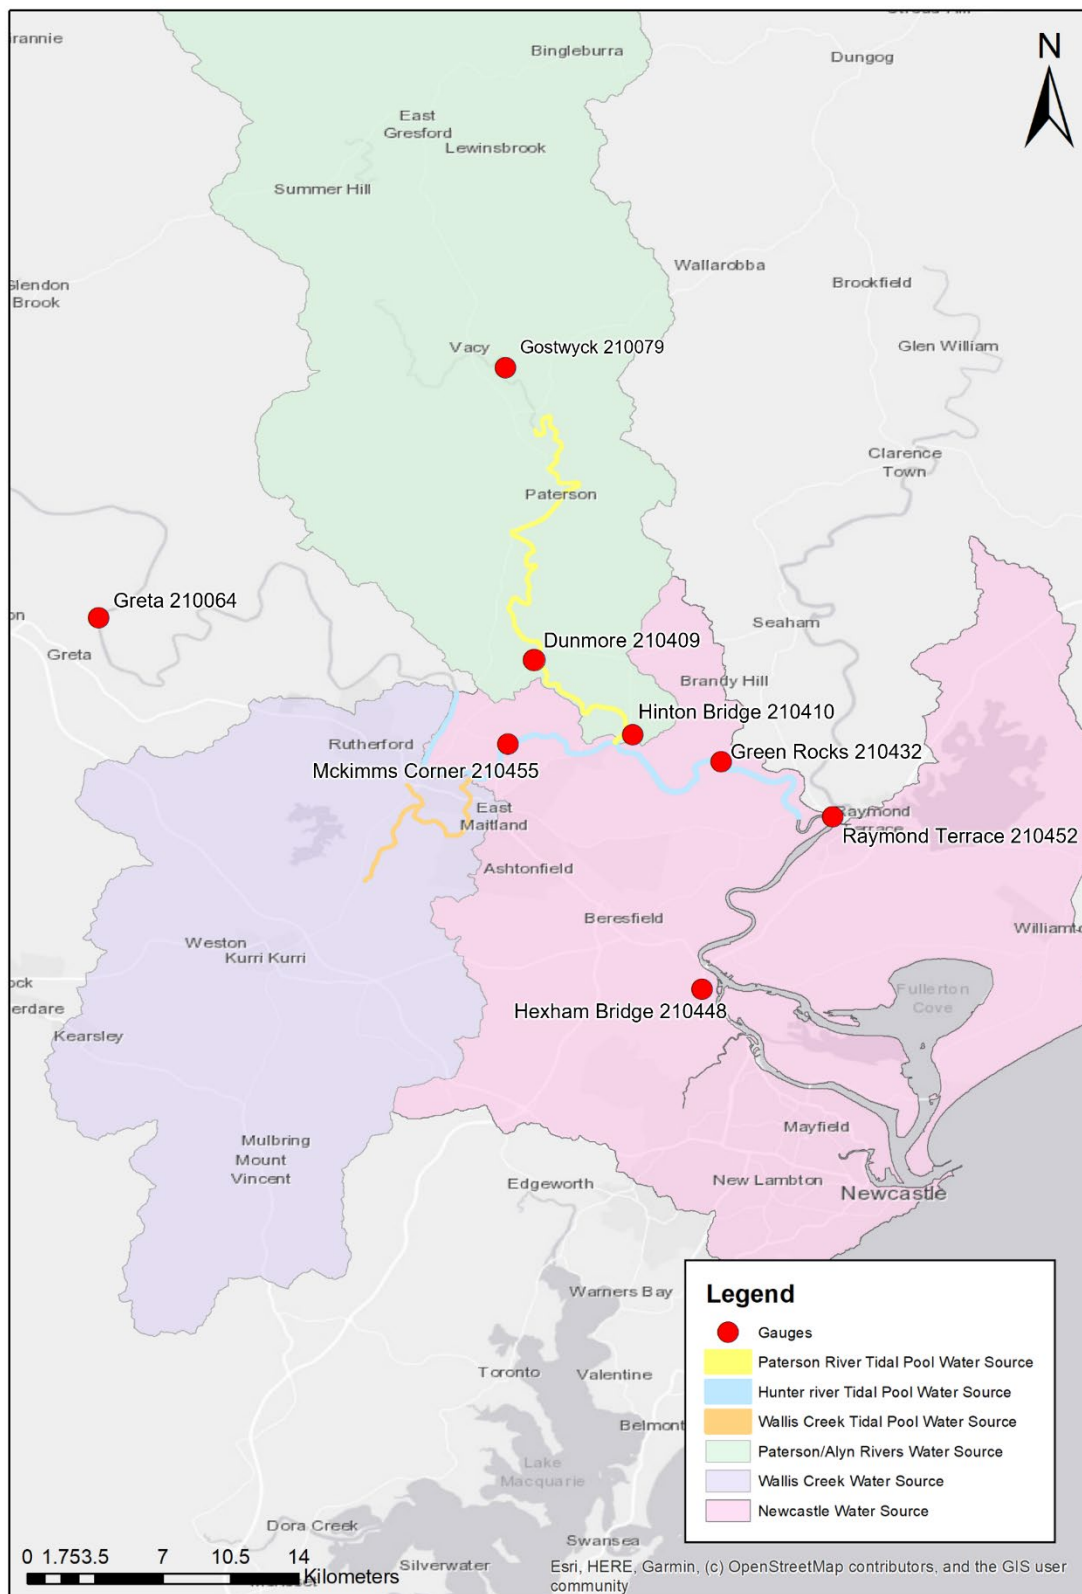 Bingleburra
Dungog
East
Gresford
Lewinsbrook
Summer Hill
Wallarobba
Brookfield
Brook
N
Vacy
Gostwyck 210079
Glen William
Clarence
Town
Paterson
Greta 210064
Greta
Seaham
Dunmore 210409
Brandy Hill
Hinton Bridge 210410
Rutherford
Green Rocks 210432
Mckimms Corner 210455
East
Maitland
Raymond Terrace 210452
Ashtonfield
Beresfield
Weston
Kurri Kurri
Fullerton
Cove
Hexham Bridge 210448
Kearsley
Mulbring
Mount
Vincent
Mayfield
Edgeworth
New Lambton
Newcastle
Warners Bay
Toronto
Valentine
Belmont
Lake
Macquarie
Dora Creek
Swansea
Silverwater
Legend
Gauges
Paterson River Tidal Pool Water Source
Hunter river Tidal Pool Water Source
Wallis Creek Tidal Pool Water Source
Paterson/Alyn Rivers Water Source
Wallis Creek Water Source
Newcastle Water Source
0 1.753.5 7 10.5 14
Kilometers
Esri, HERE, Garmin, (c) OpenStreetMap contributors, and the GIS user
community